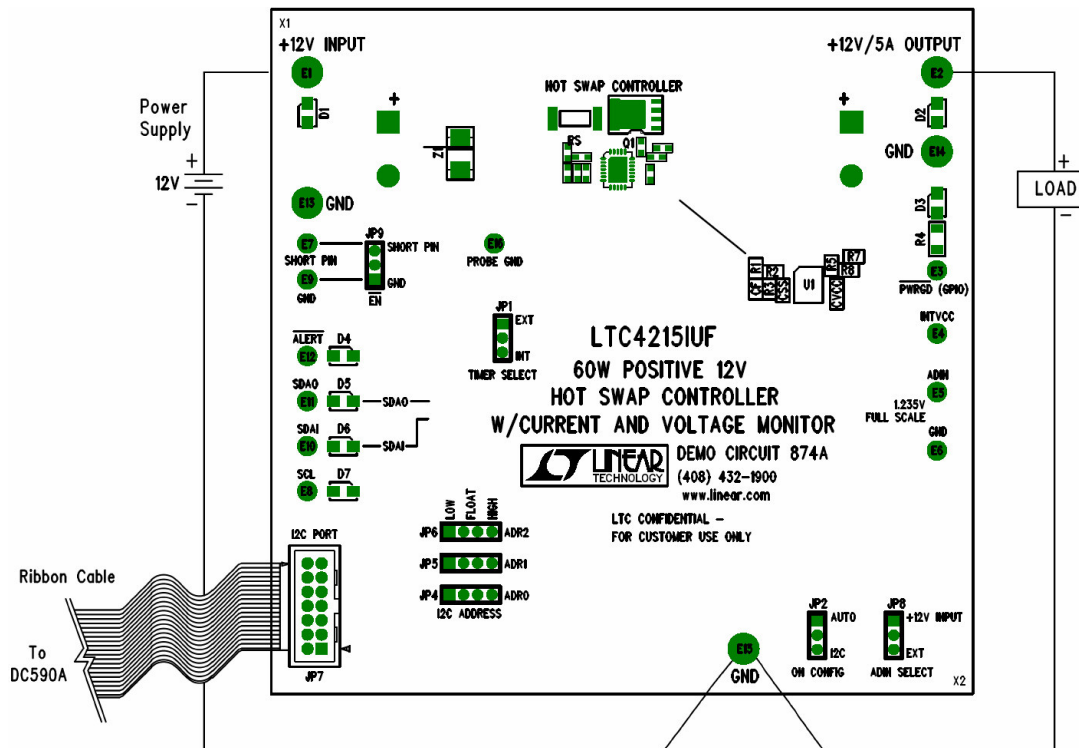 X1
+12V INPUT
+12V/5A OUTPUT
E1
E2
D1
D2
+
+
HOT SWAP CONTROLLER
RS
Q1
Z1
E14
GND
Power
Supply
+
12V
−
+
LOAD
−
E13
GND
D3
R4
E7
SHORT PIN
JP9
SHORT PIN
E9
GND
GND
EN
E16
PROBE GND
R1
R2
CF
R3
CSS
U1
R5
R7
R8
CVCC
E3
PWRGD (GPIO)
JP1
EXT
INT
TIMER SELECT
INTVCC
E4
LTC4215IUF
60W POSITIVE 12V
HOT SWAP CONTROLLER
W/CURRENT AND VOLTAGE MONITOR
ALERT
D4
E12
SDAO
D5
E11
SDAO
SDAI
D6
E10
SDAI
SCL
D7
E8
ADIN
E5
1.235V
FULL SCALE
GND
E6
LINEAR
TECHNOLOGY
DEMO CIRCUIT 874A
(408) 432-1900
www.linear.com
LTC CONFIDENTIAL –
FOR CUSTOMER USE ONLY
LOW
FLOAT
HIGH
JP6
ADR2
JP5
ADR1
JP4
ADR0
I2C ADDRESS
I2C PORT
JP7
Ribbon Cable
To
DC590A
E15
GND
JP2
AUTO
I2C
ON CONFIG
JP8
+12V INPUT
EXT
ADIN SELECT
X2